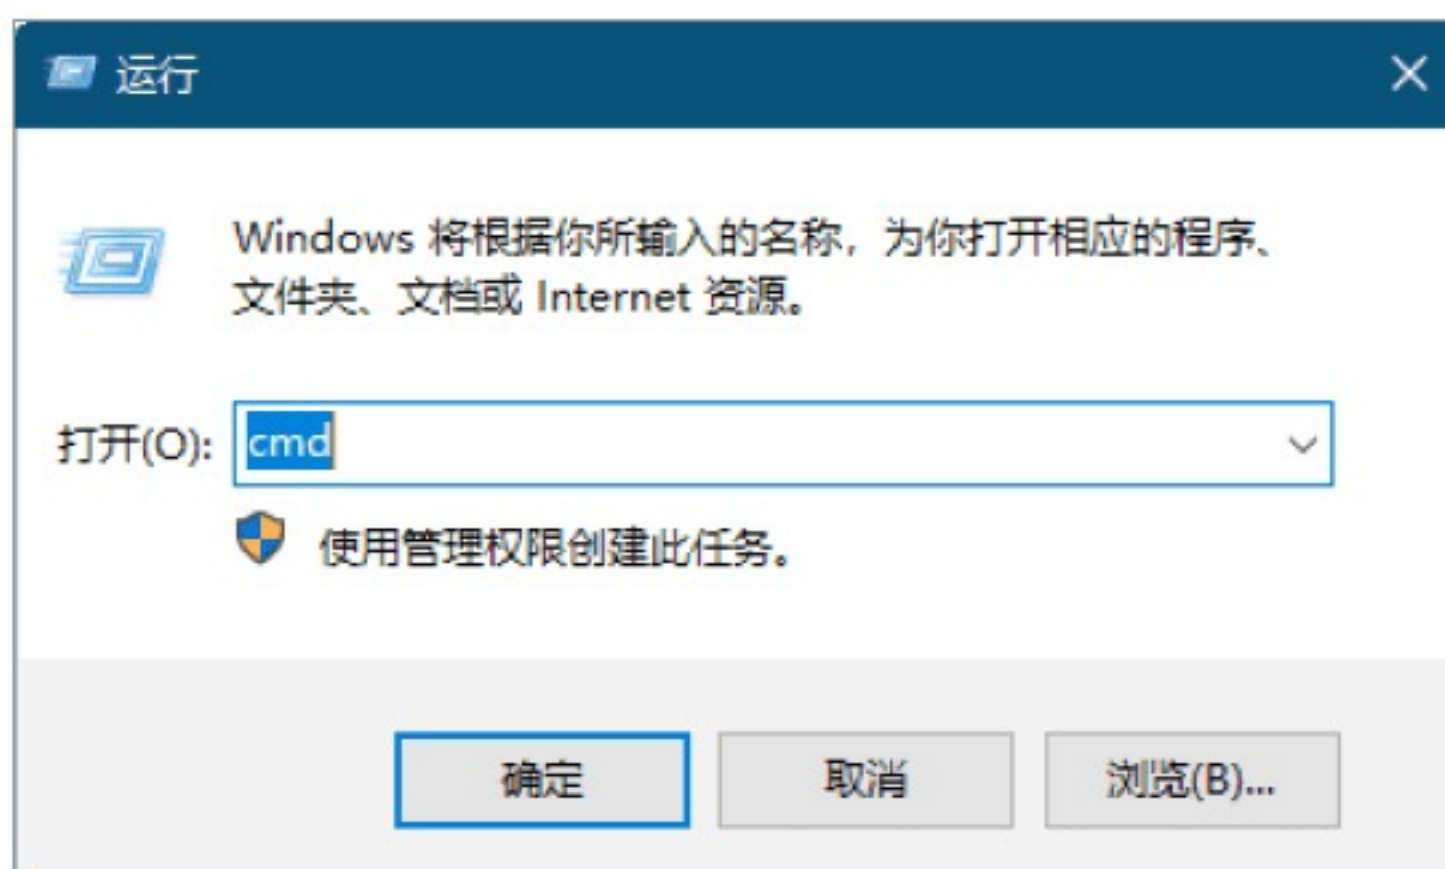 运行
Windows 将根据你所输入的名称，为你打开相应的程序、
文件夹、文档或 Internet 资源。
打开(O): cmd
使用管理权限创建此任务。
确定 取消 浏览(B)...